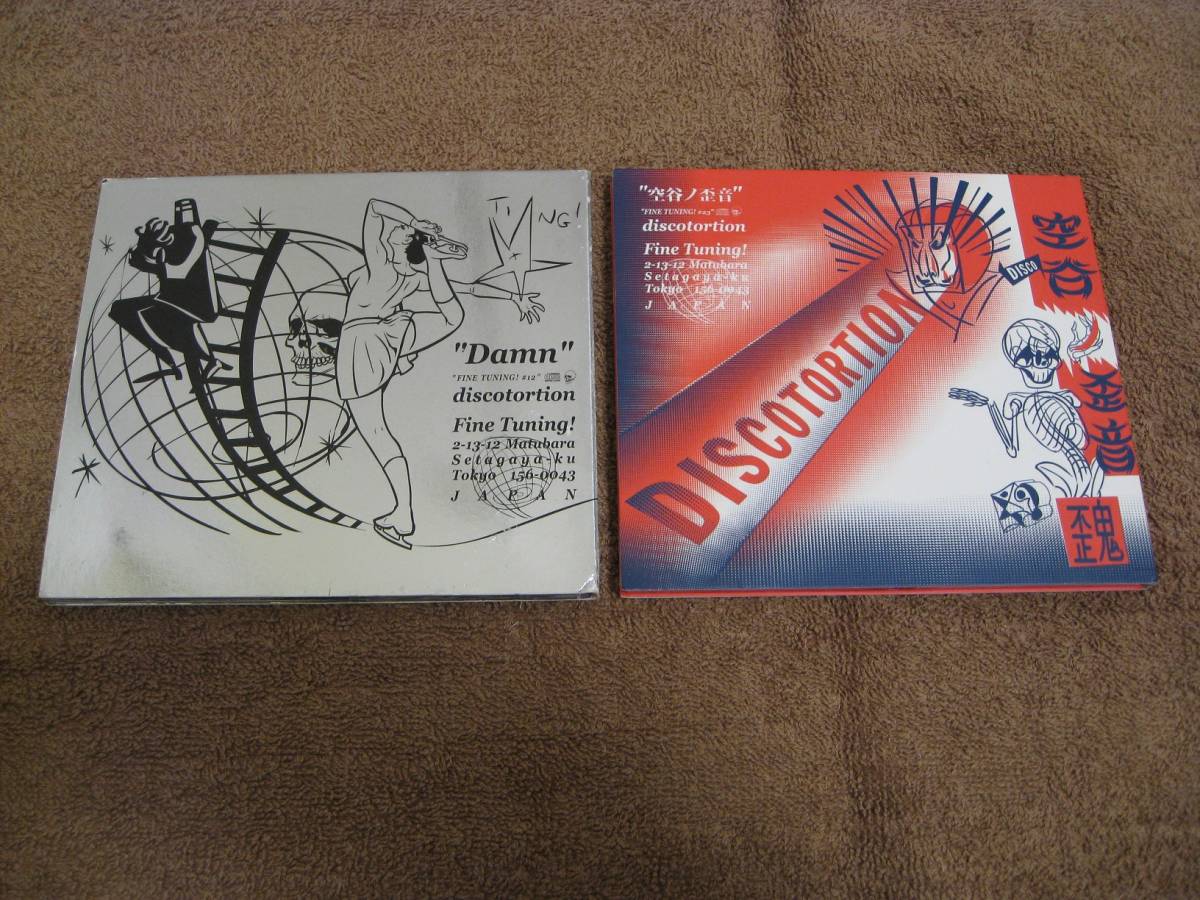 TUNING!
"Damn"
"FINE TUNING! #12"
discotortion
Fine Tuning!
2-13-12 Matubara
Setagaya-ku
Tokyo 156-0043
JAPAN
"空谷ノ歪音"
"FINE TUNING! #23"
discotortion
Fine Tuning!
2-13-12 Matubara
Setagaya-ku
Tokyo 156-0043
JAPAN
DISCOTORTION
DISCO
空谷ノ歪音
歪魂